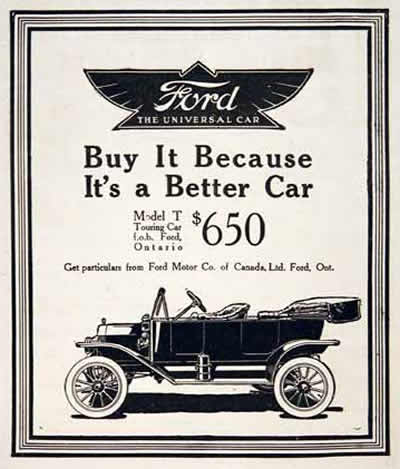 Ford
THE UNIVERSAL CAR
Buy It Because
It's a Better Car
Model T
Touring Car
f.o.b. Ford,
Ontario
$650
Get particulars from Ford Motor Co. of Canada, Ltd. Ford, Ont.